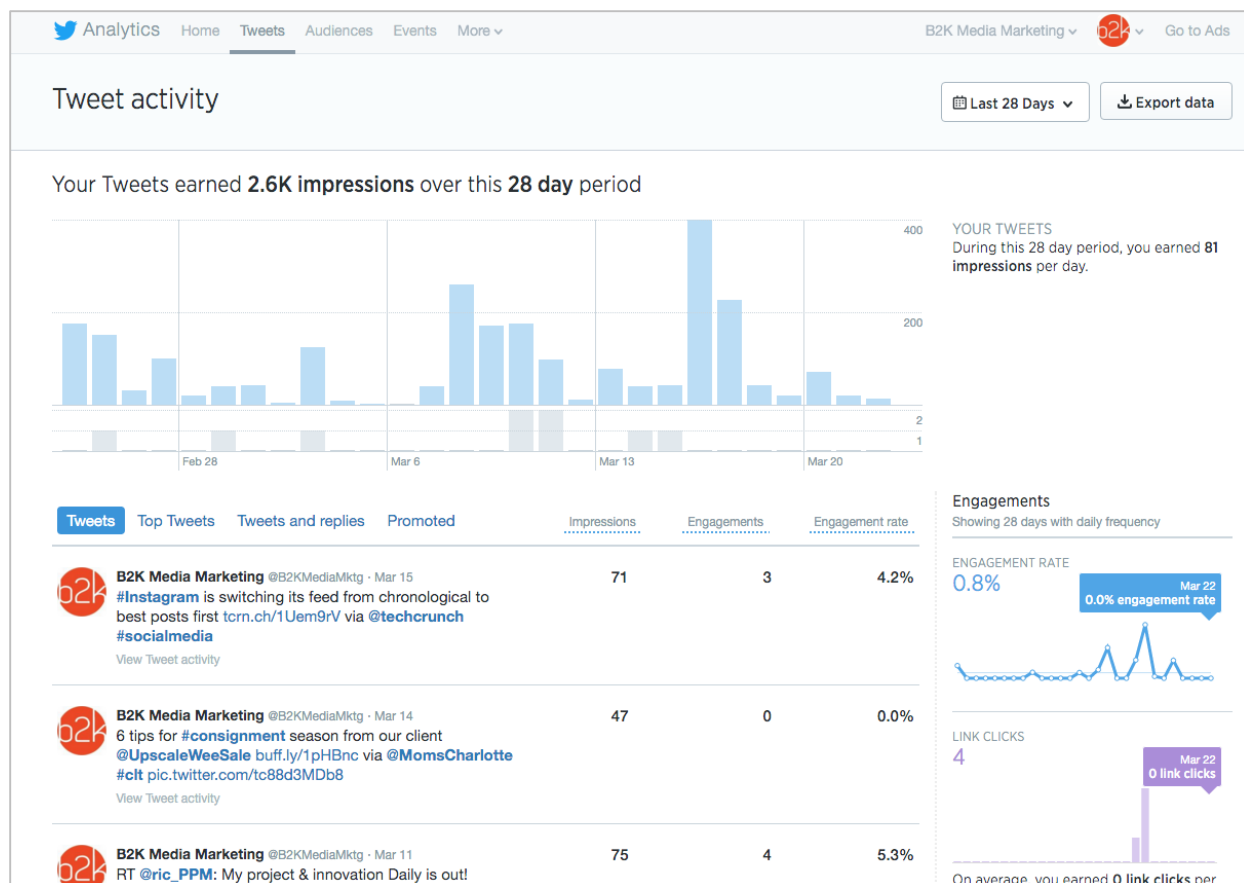 Analytics Home Tweets Audiences Events More B2K Media Marketing b2k Go to Ads
Tweet activity
Last 28 Days Export data
Your Tweets earned 2.6K impressions over this 28 day period
400
200
2
1
Feb 28 Mar 6 Mar 13 Mar 20
YOUR TWEETS
During this 28 day period, you earned 81
impressions per day.
Tweets Top Tweets Tweets and replies Promoted Impressions Engagements Engagement rate
b2k
B2K Media Marketing @B2KMediaMktg · Mar 15 71 3 4.2%
#Instagram is switching its feed from chronological to
best posts first tcrn.ch/1Uem9rV via @techcrunch
#socialmedia
View Tweet activity
b2k
B2K Media Marketing @B2KMediaMktg · Mar 14 47 0 0.0%
6 tips for #consignment season from our client
@UpscaleWeeSale buff.ly/1pHBnc via @MomsCharlotte
#clt pic.twitter.com/tc88d3MDb8
View Tweet activity
b2k
B2K Media Marketing @B2KMediaMktg · Mar 11 75 4 5.3%
RT @ric_PPM: My project & innovation Daily is out!
Engagements
Showing 28 days with daily frequency
ENGAGEMENT RATE
0.8%
Mar 22
0.0% engagement rate
LINK CLICKS
4
Mar 22
0 link clicks
On average, you earned 0 link clicks per